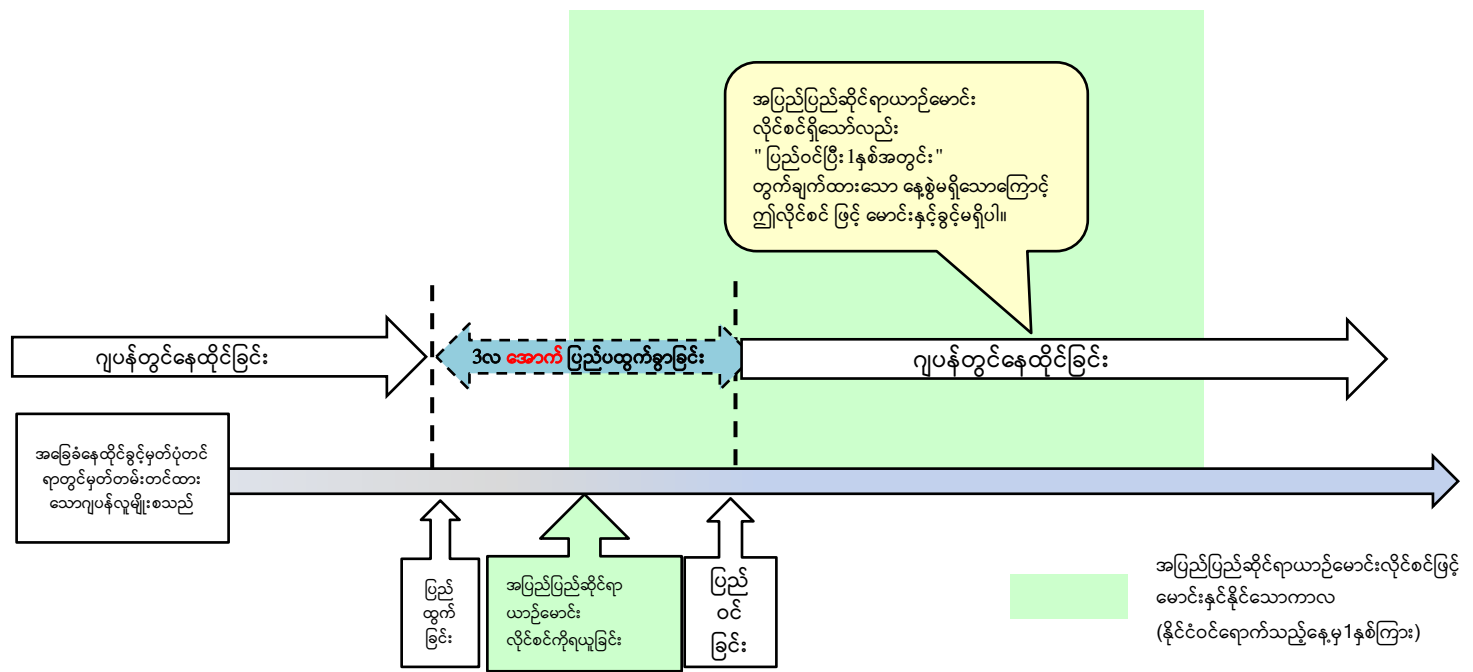 အပြည်ပြည်ဆိုင်ရာယာဉ်မောင်း
လိုင်စင်ရှိသော်လည်း
" ပြည်ဝင်ပြီး 1နှစ်အတွင်း "
တွက်ချက်ထားသော နေ့စွဲမရှိသောကြောင့်
ဤလိုင်စင် ဖြင့် မောင်းနှင့်ခွင့်မရှိပါ။
ဂျပန်တွင်နေထိုင်ခြင်း
3လ အောက် ပြည်ပထွက်ခွာခြင်း
ဂျပန်တွင်နေထိုင်ခြင်း
အခြေခံနေထိုင်ခွင့်မှတ်ပုံတင်
ရာတွင်မှတ်တမ်းတင်ထား
သောဂျပန်လူမျိုးစသည်
ပြည်
ထွက်
ခြင်း
အပြည်ပြည်ဆိုင်ရာ
ယာဉ်မောင်း
လိုင်စင်ကိုရယူခြင်း
ပြည်
ဝင်
ခြင်း
အပြည်ပြည်ဆိုင်ရာယာဉ်မောင်းလိုင်စင်ဖြင့်
မောင်းနှင်နိုင်သောကာလ
(နိုင်ငံဝင်ရောက်သည့်နေ့မှ1နှစ်ကြား)